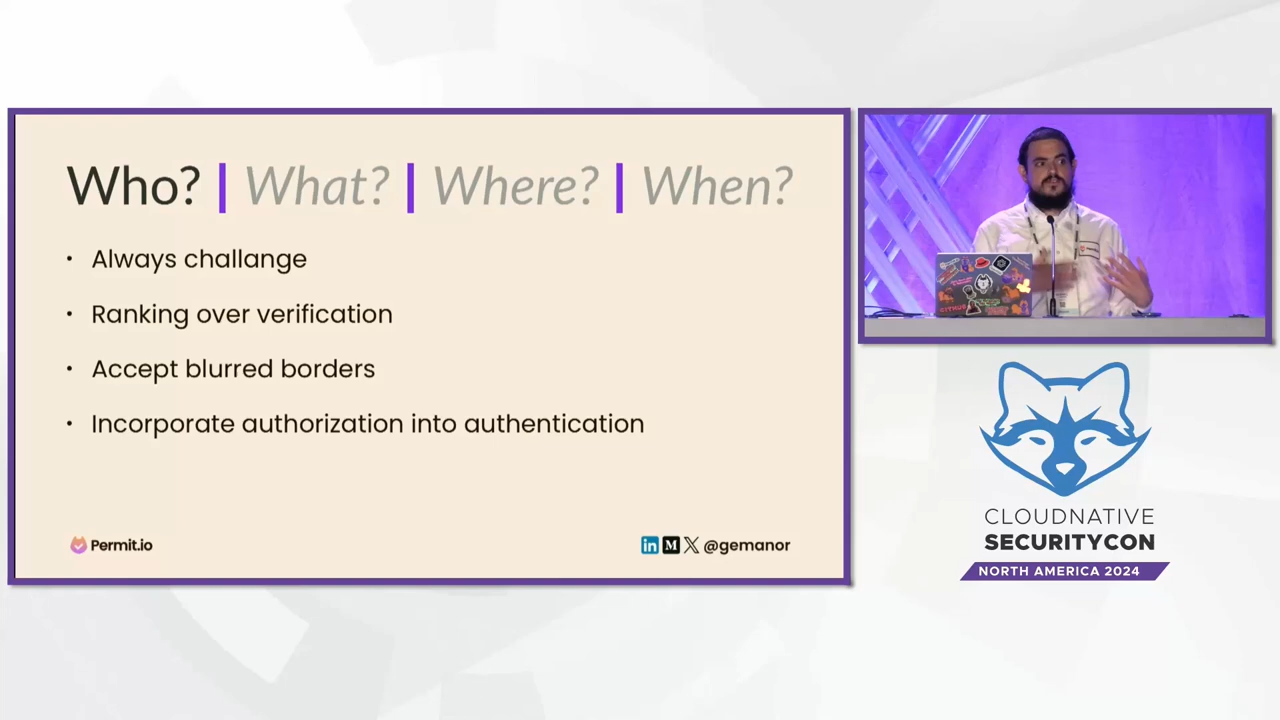 Who? | What? | Where? | When?
• Always challange
• Ranking over verification
• Accept blurred borders
• Incorporate authorization into authentication
Permit.io
in M X @gemanor
CLOUDNATIVE
SECURITYCON
NORTH AMERICA 2024